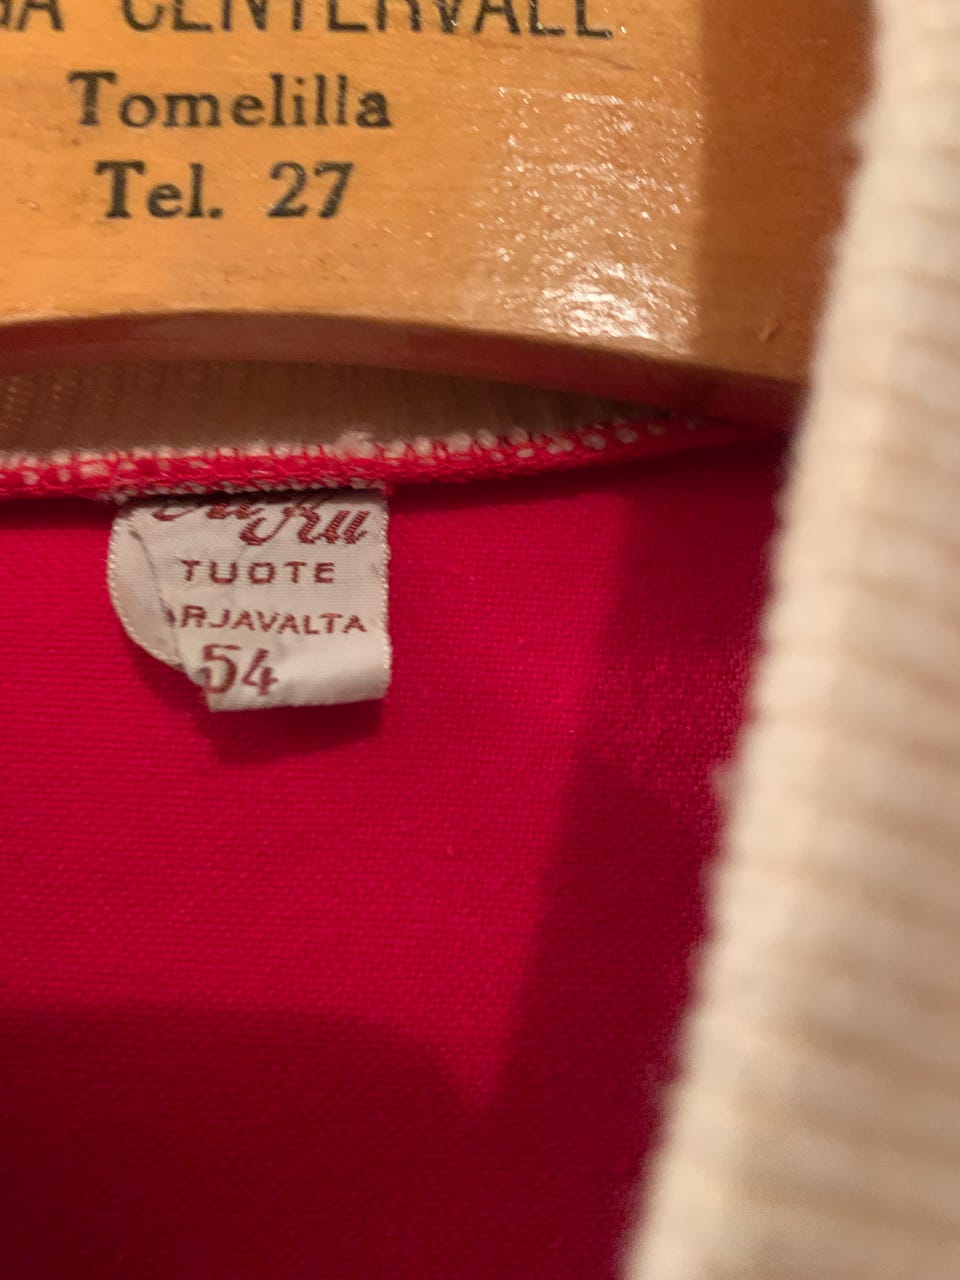 CENTERVALL
Tomelilla
Tel. 27
TUOTE
ARJAVALTA
54